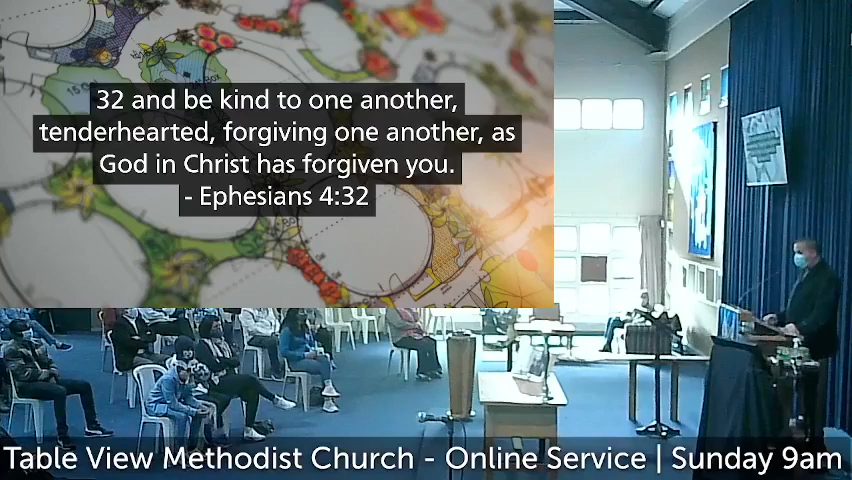 32 and be kind to one another,
tenderhearted, forgiving one another, as
God in Christ has forgiven you.
- Ephesians 4:32
Table View Methodist Church - Online Service | Sunday 9am